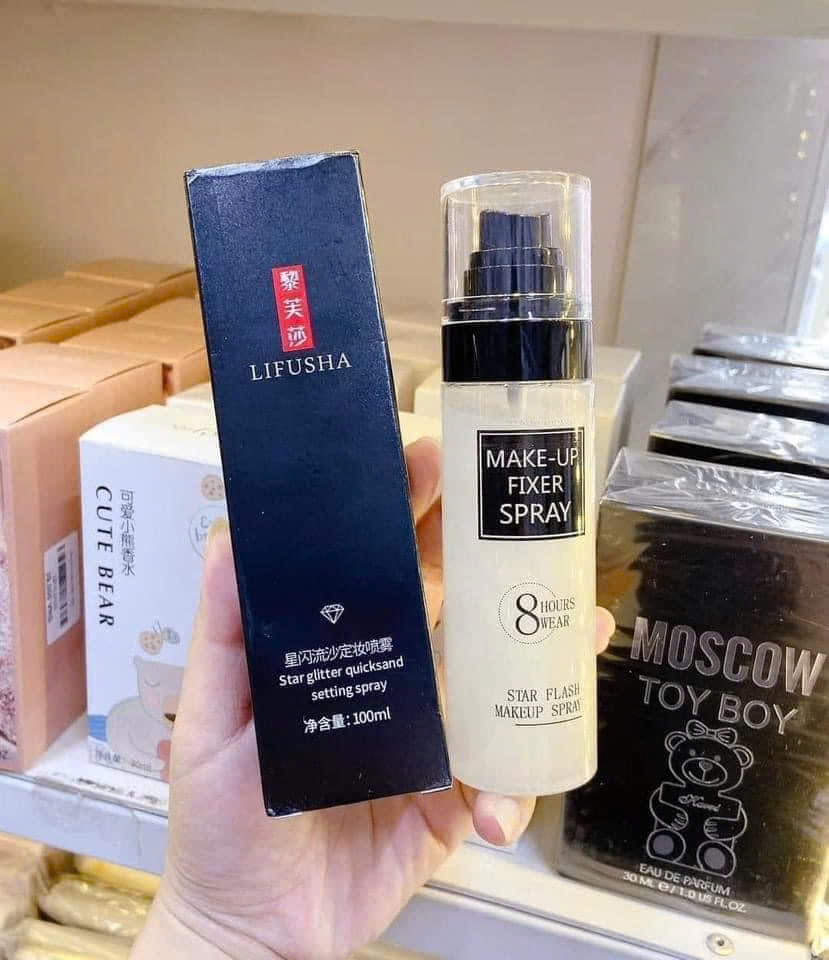 黎芙莎
LIFUSHA
星闪流沙定妆喷雾
Star glitter quicksand
setting spray
净含量:100ml
MAKE-UP
FIXER
SPRAY
8 HOURS
WEAR
STAR FLASH
MAKEUP SPRAY
可爱小熊香水
CUTE BEAR
MOSCOW
TOY BOY
EAU DE PARFUM
30 ML e / 1.0 US FL.OZ.